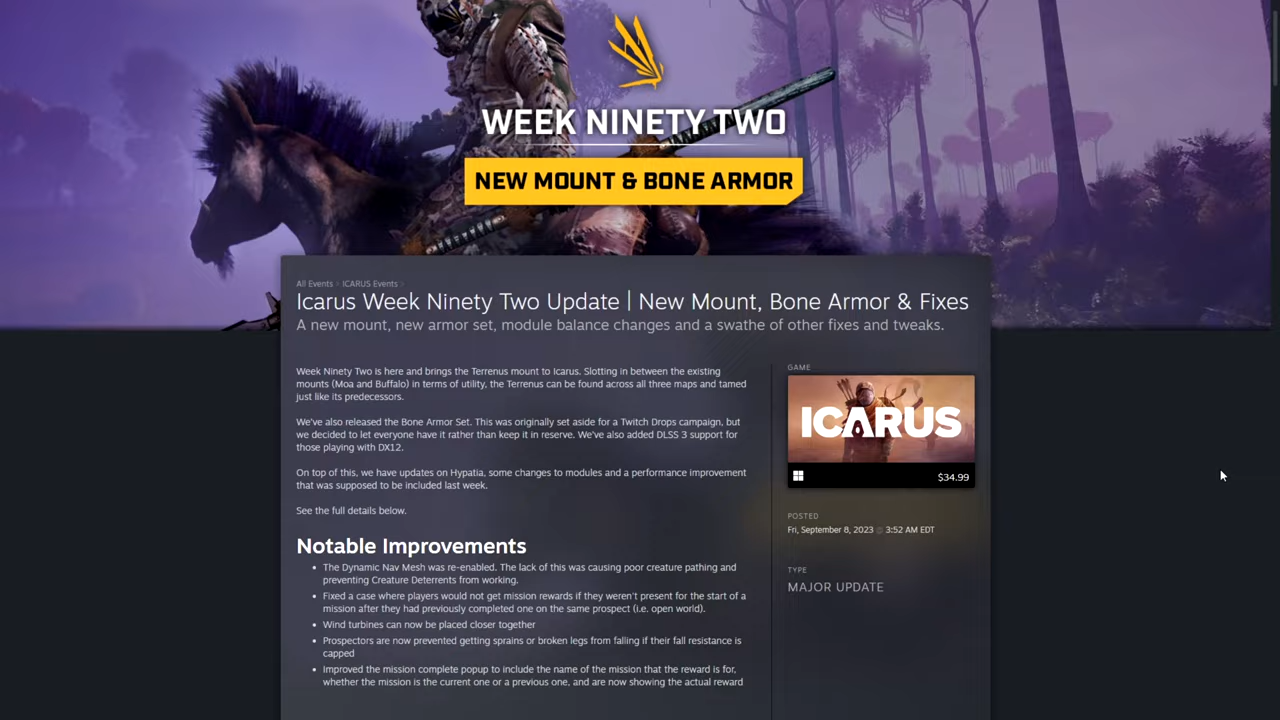 WEEK NINETY TWO
NEW MOUNT & BONE ARMOR
All Events > ICARUS Events >
Icarus Week Ninety Two Update | New Mount, Bone Armor & Fixes
A new mount, new armor set, module balance changes and a swathe of other fixes and tweaks.
Week Ninety Two is here and brings the Terrenus mount to Icarus. Slotting in between the existing
mounts (Moa and Buffalo) in terms of utility, the Terrenus can be found across all three maps and tamed
just like its predecessors.
We've also released the Bone Armor Set. This was originally set aside for a Twitch Drops campaign, but
we decided to let everyone have it rather than keep it in reserve. We've also added DLSS 3 support for
those playing with DX12.
On top of this, we have updates on Hypatia, some changes to modules and a performance improvement
that was supposed to be included last week.
See the full details below.
Notable Improvements
• The Dynamic Nav Mesh was re-enabled. The lack of this was causing poor creature pathing and
preventing Creature Deterrents from working.
• Fixed a case where players would not get mission rewards if they weren't present for the start of a
mission after they had previously completed one on the same prospect (i.e. open world).
• Wind turbines can now be placed closer together
• Prospectors are now prevented getting sprains or broken legs from falling if their fall resistance is
capped
• Improved the mission complete popup to include the name of the mission that the reward is for,
whether the mission is the current one or a previous one, and are now showing the actual reward
GAME
ICARUS
$34.99
POSTED
Fri, September 8, 2023 @ 3:52 AM EDT
TYPE
MAJOR UPDATE